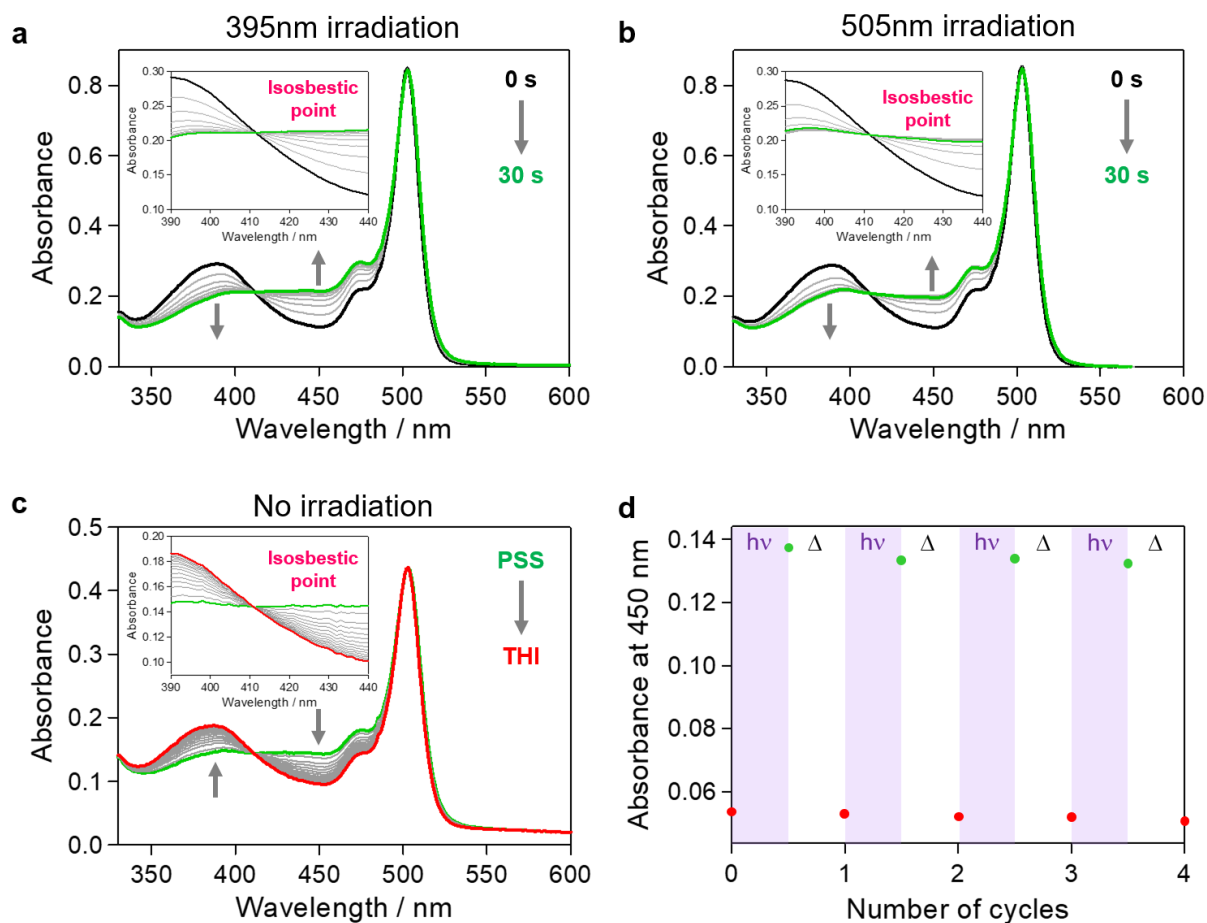 a
395nm irradiation
Absorbance
0.8
0.6
0.4
0.2
0.0
350 400 450 500 550 600
Wavelength / nm
Absorbance
0.30
0.25
0.20
0.15
0.10
390 400 410 420 430 440
Wavelength / nm
Isosbestic
point
0 s
30 s
b
505nm irradiation
Absorbance
0.8
0.6
0.4
0.2
0.0
350 400 450 500 550 600
Wavelength / nm
Absorbance
0.30
0.25
0.20
0.15
0.10
390 400 410 420 430 440
Wavelength / nm
Isosbestic
point
0 s
30 s
c
No irradiation
Absorbance
0.5
0.4
0.3
0.2
0.1
0.0
350 400 450 500 550 600
Wavelength / nm
Absorbance
0.20
0.18
0.16
0.14
0.12
0.10
390 400 410 420 430 440
Wavelength / nm
Isosbestic
point
PSS
THI
d
Absorbance at 450 nm
0.14
0.12
0.10
0.08
0.06
hν Δ hν Δ hν Δ hν Δ
0 1 2 3 4
Number of cycles